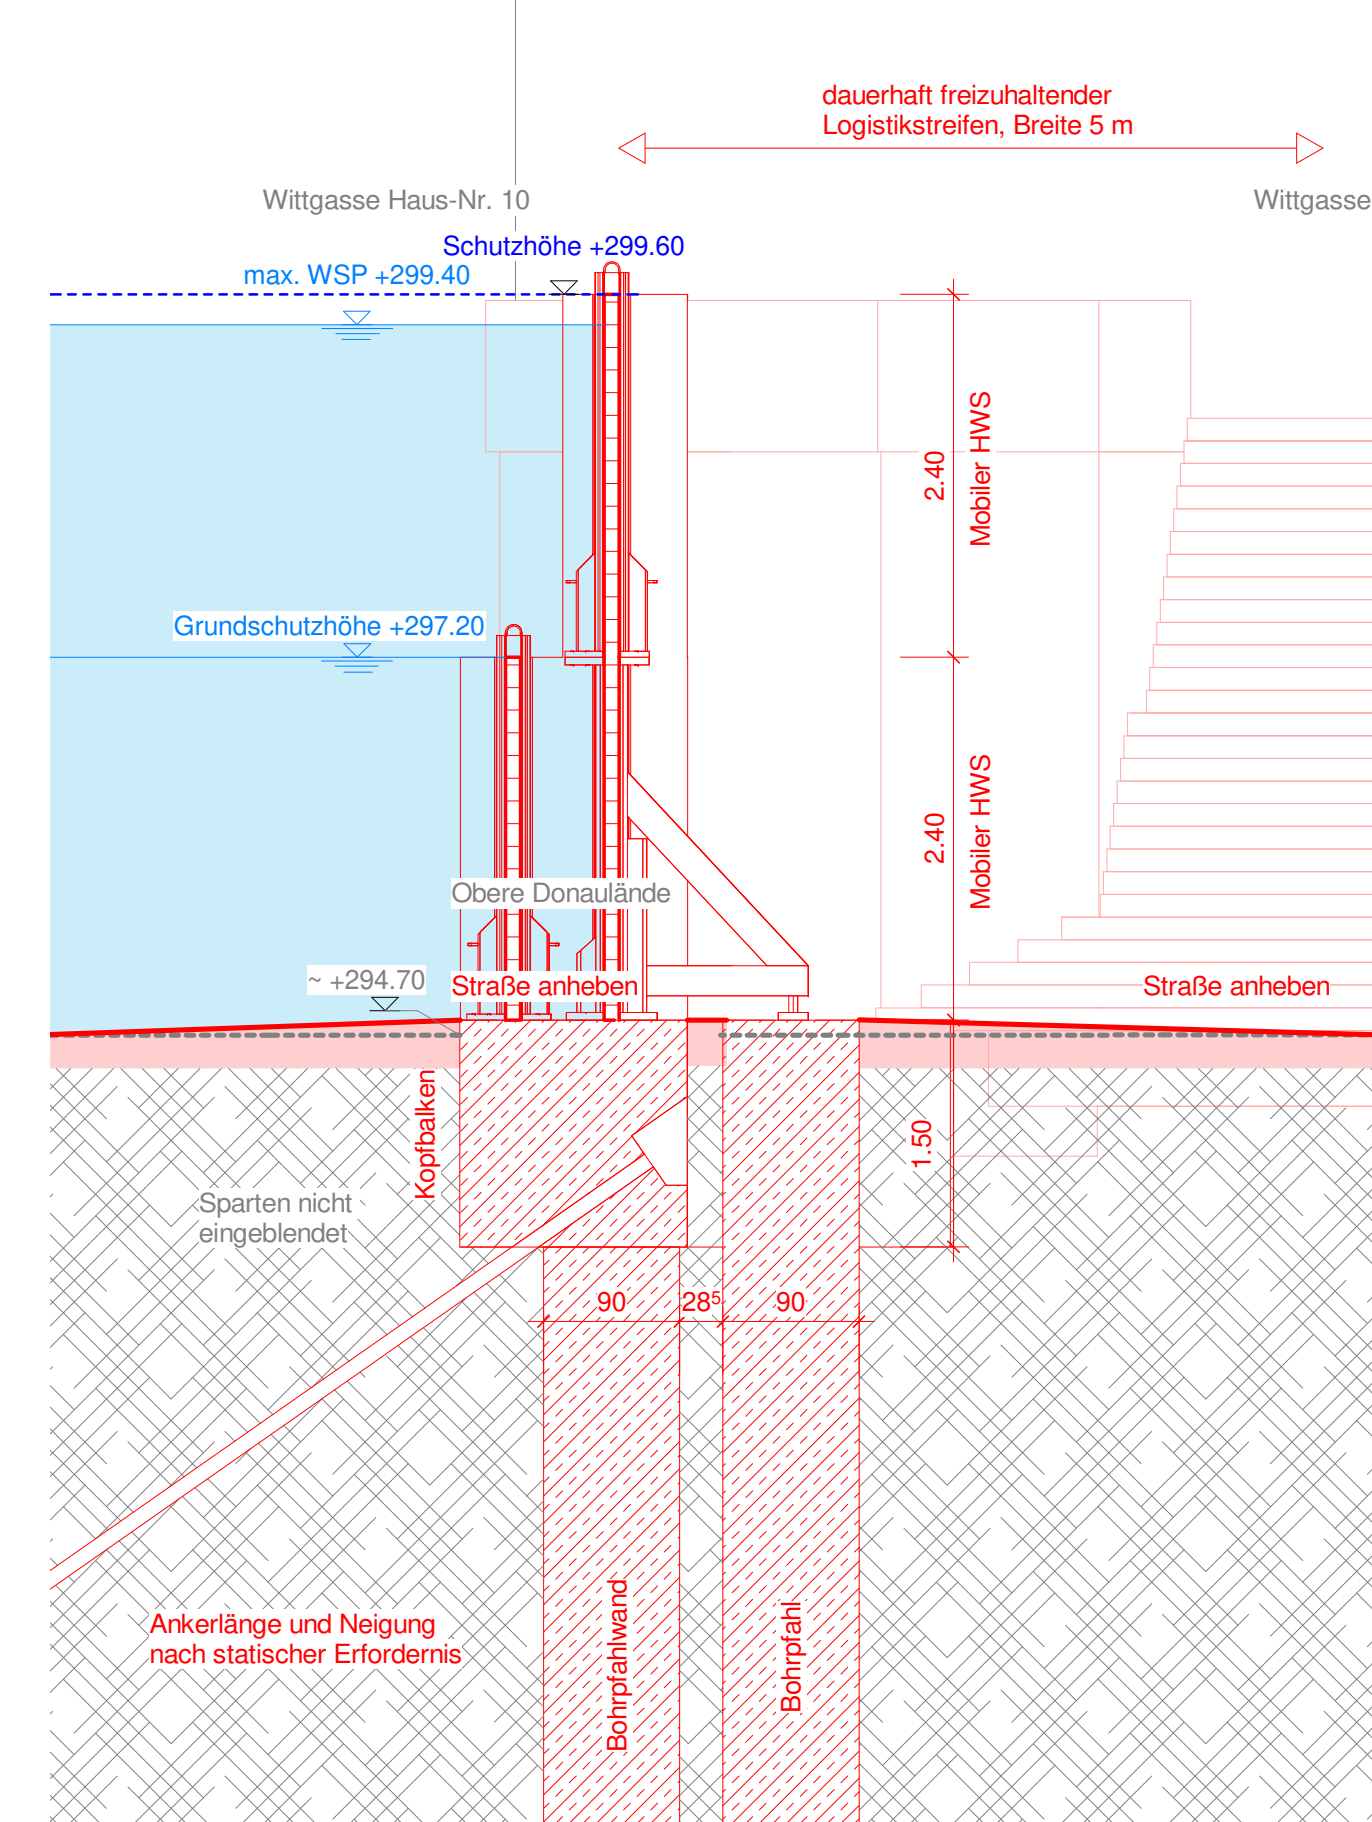 dauerhaft freizuhaltender
Logistikstreifen, Breite 5 m
Wittgasse Haus-Nr. 10
Wittgasse
Schutzhöhe +299.60
max. WSP +299.40
2.40
Mobiler HWS
Grundschutzhöhe +297.20
2.40
Mobiler HWS
Obere Donaulände
~ +294.70
Straße anheben
Straße anheben
Kopfbalken
1.50
Sparten nicht
eingeblendet
90
28⁵
90
Ankerlänge und Neigung
nach statischer Erfordernis
Bohrpfahlwand
Bohrpfahl